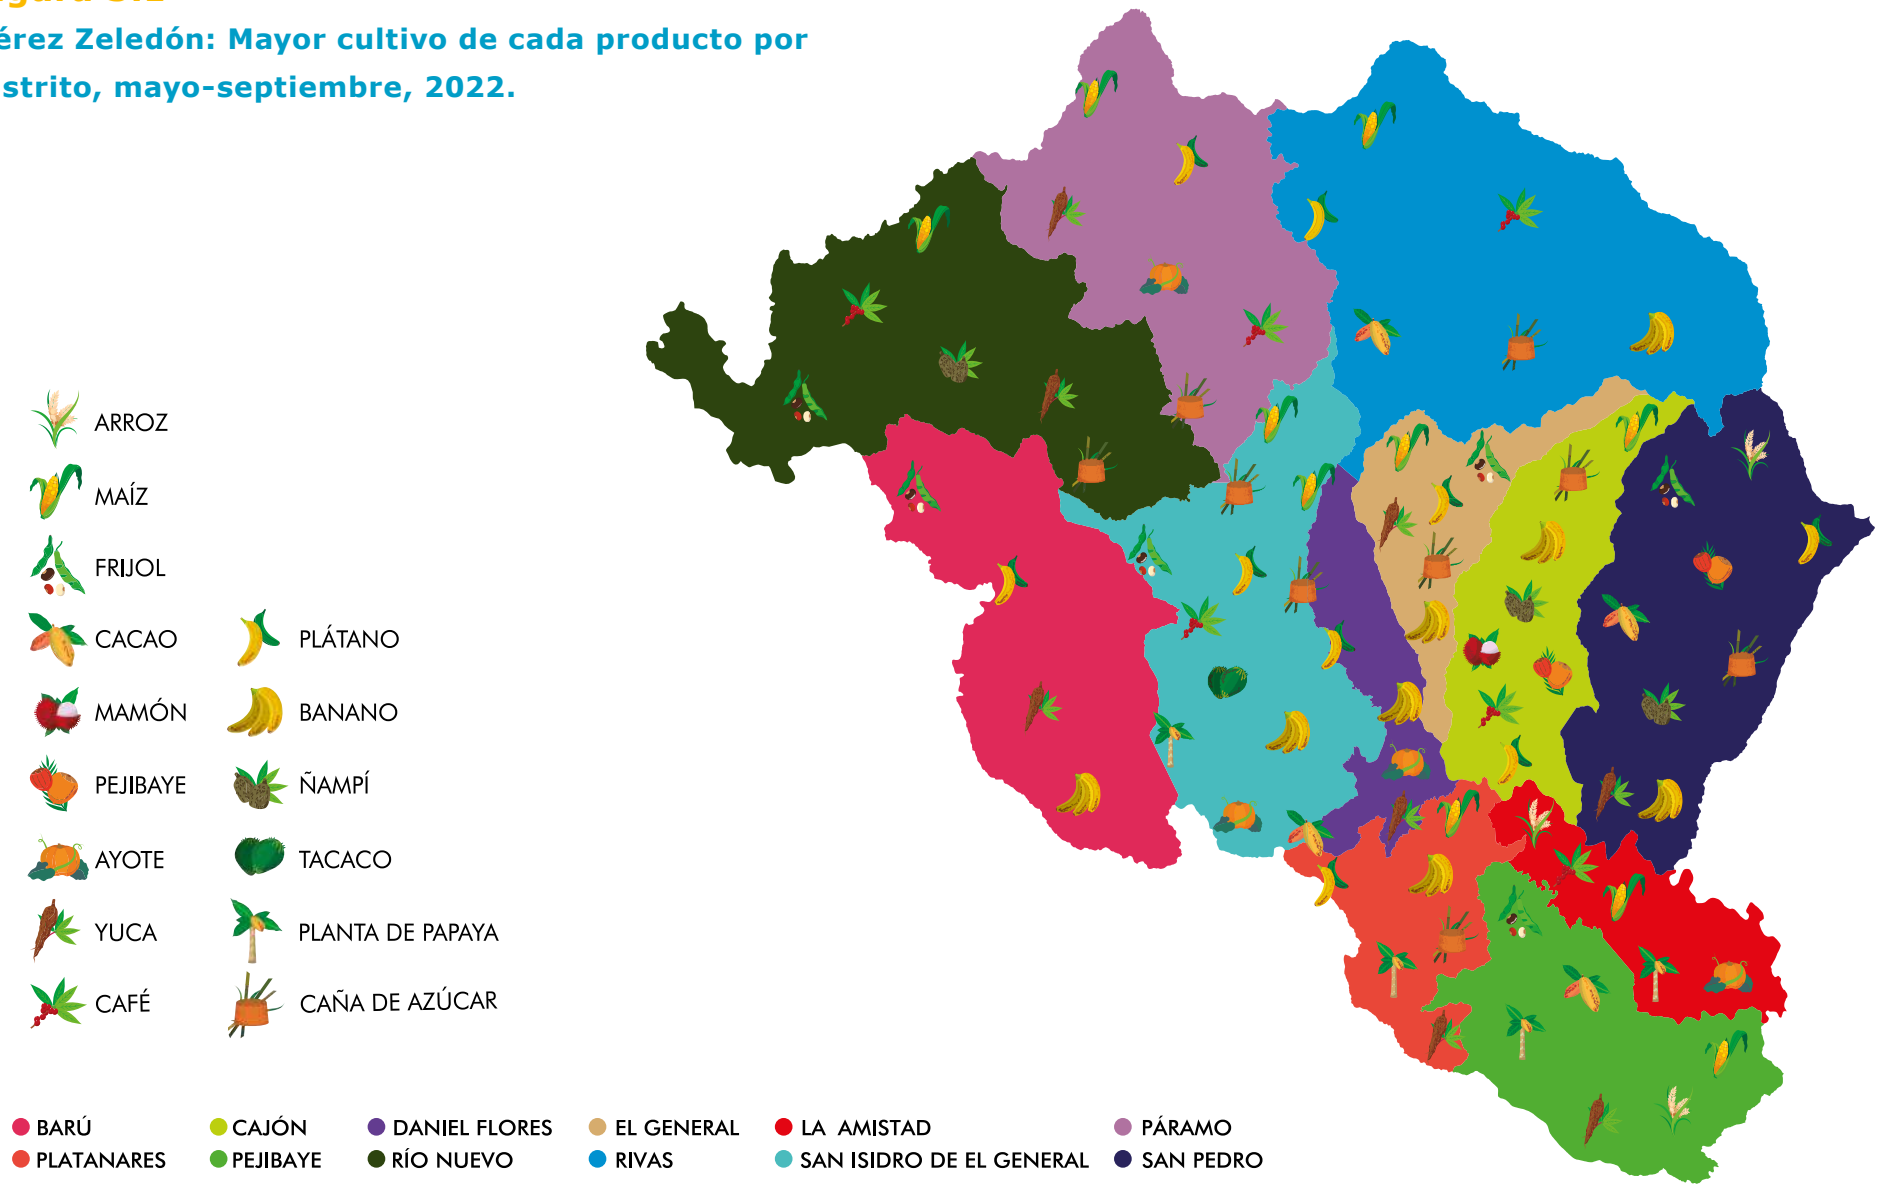 érez Zeledón: Mayor cultivo de cada producto por
strito, mayo-septiembre, 2022.
ARROZ
MAÍZ
FRIJOL
CACAO
MAMÓN
PEJIBAYE
AYOTE
YUCA
CAFÉ
PLÁTANO
BANANO
ÑAMPÍ
TACACO
PLANTA DE PAPAYA
CAÑA DE AZÚCAR
BARÚ
CAJÓN
DANIEL FLORES
EL GENERAL
LA AMISTAD
PÁRAMO
PLATANARES
PEJIBAYE
RÍO NUEVO
RIVAS
SAN ISIDRO DE EL GENERAL
SAN PEDRO